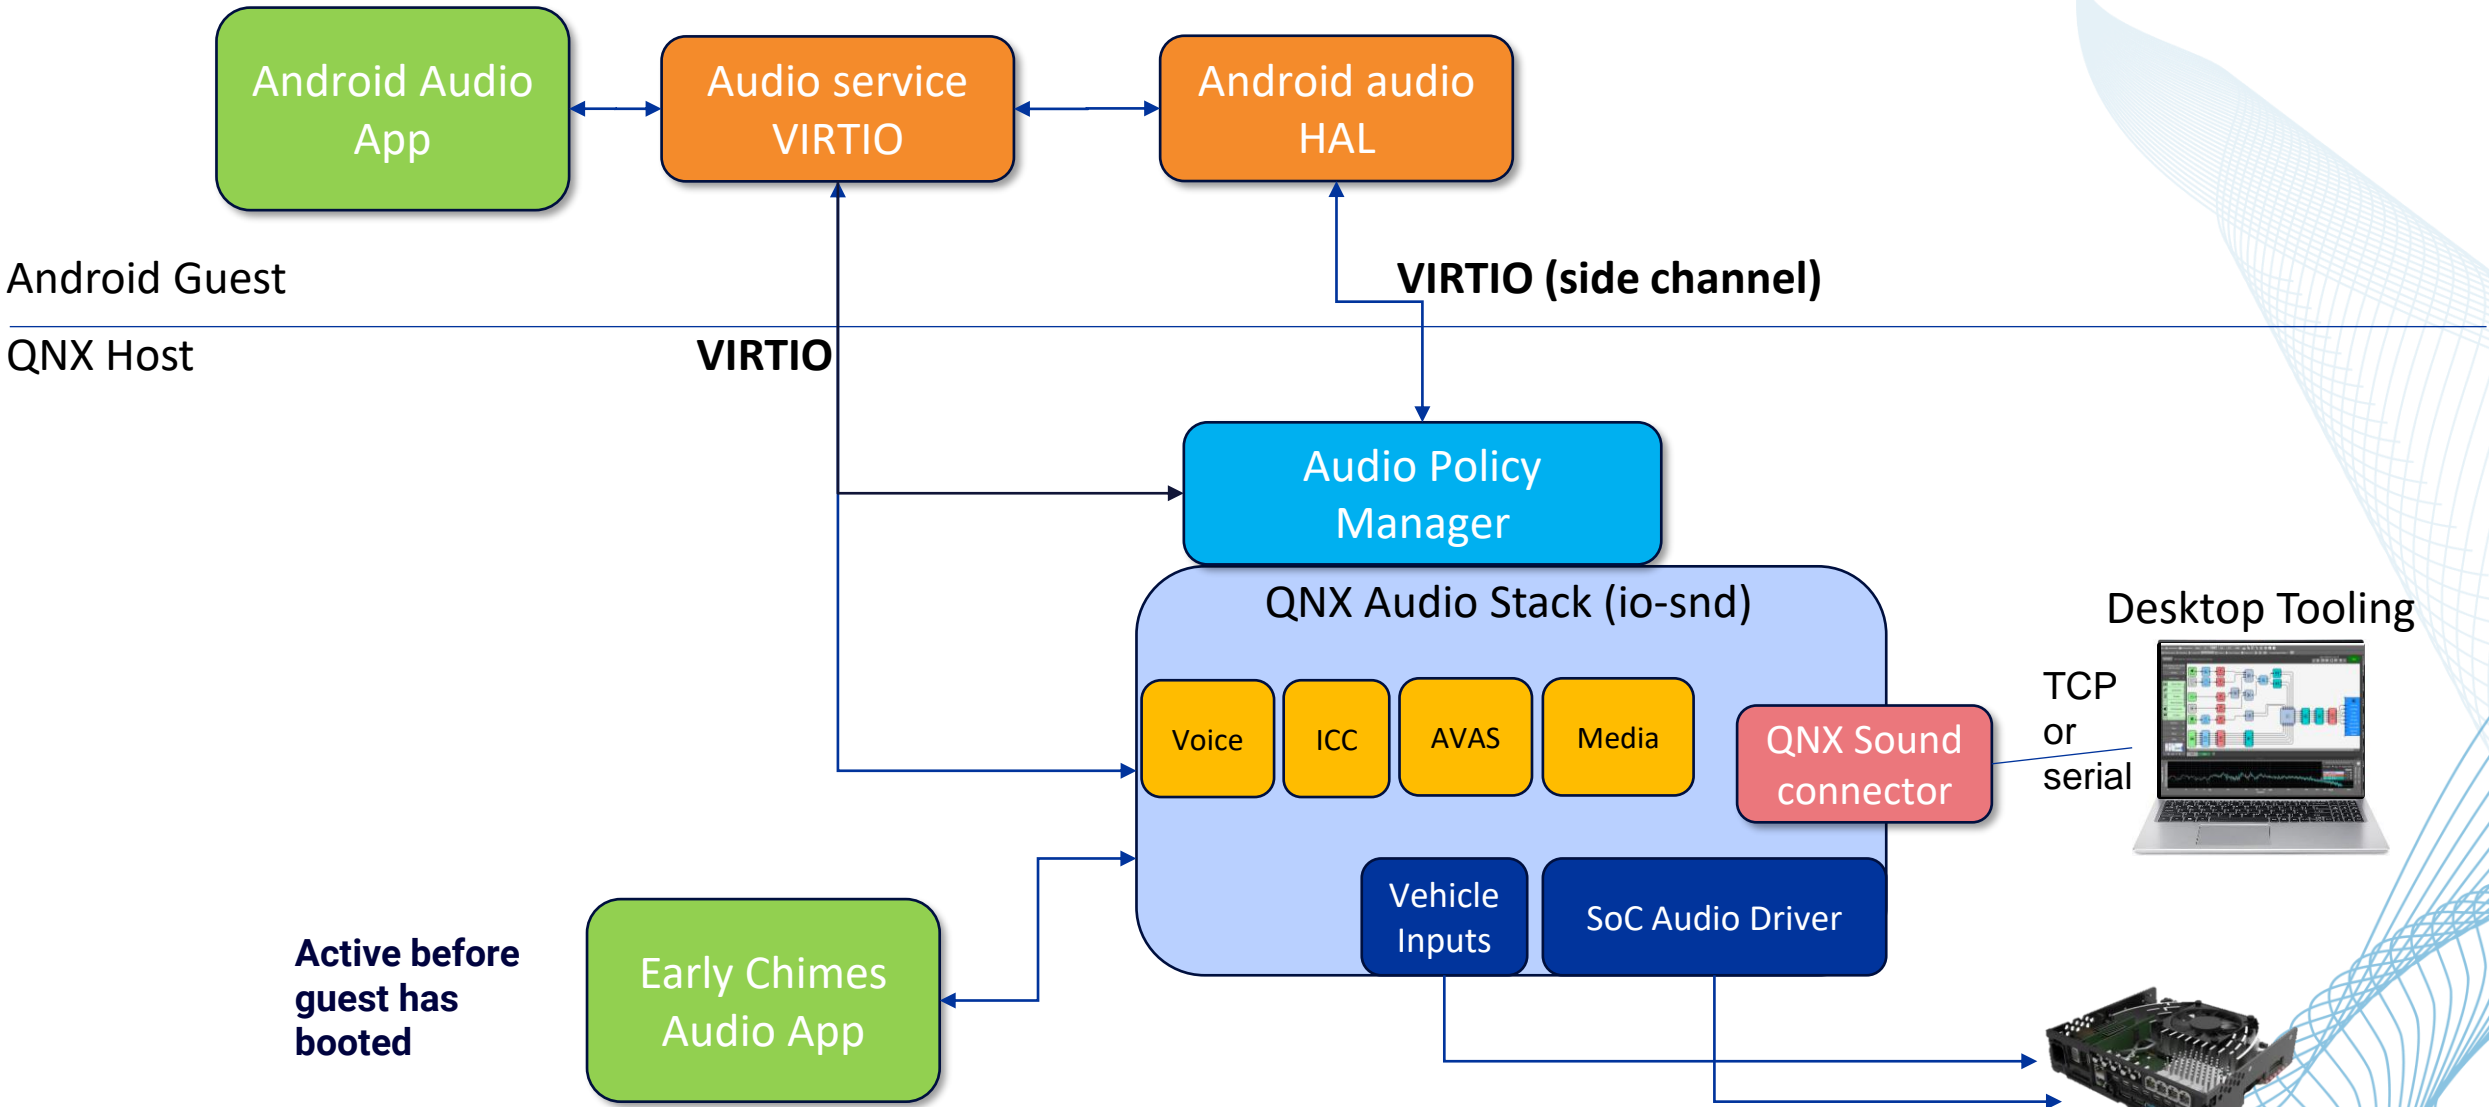 Android Audio
App
Audio service
VIRTIO
Android audio
HAL
Android Guest
VIRTIO (side channel)
QNX Host
VIRTIO
Audio Policy
Manager
QNX Audio Stack (io-snd)
Desktop Tooling
Voice
ICC
AVAS
Media
QNX Sound
connector
TCP
or
serial
Vehicle
Inputs
SoC Audio Driver
Active before
guest has
booted
Early Chimes
Audio App